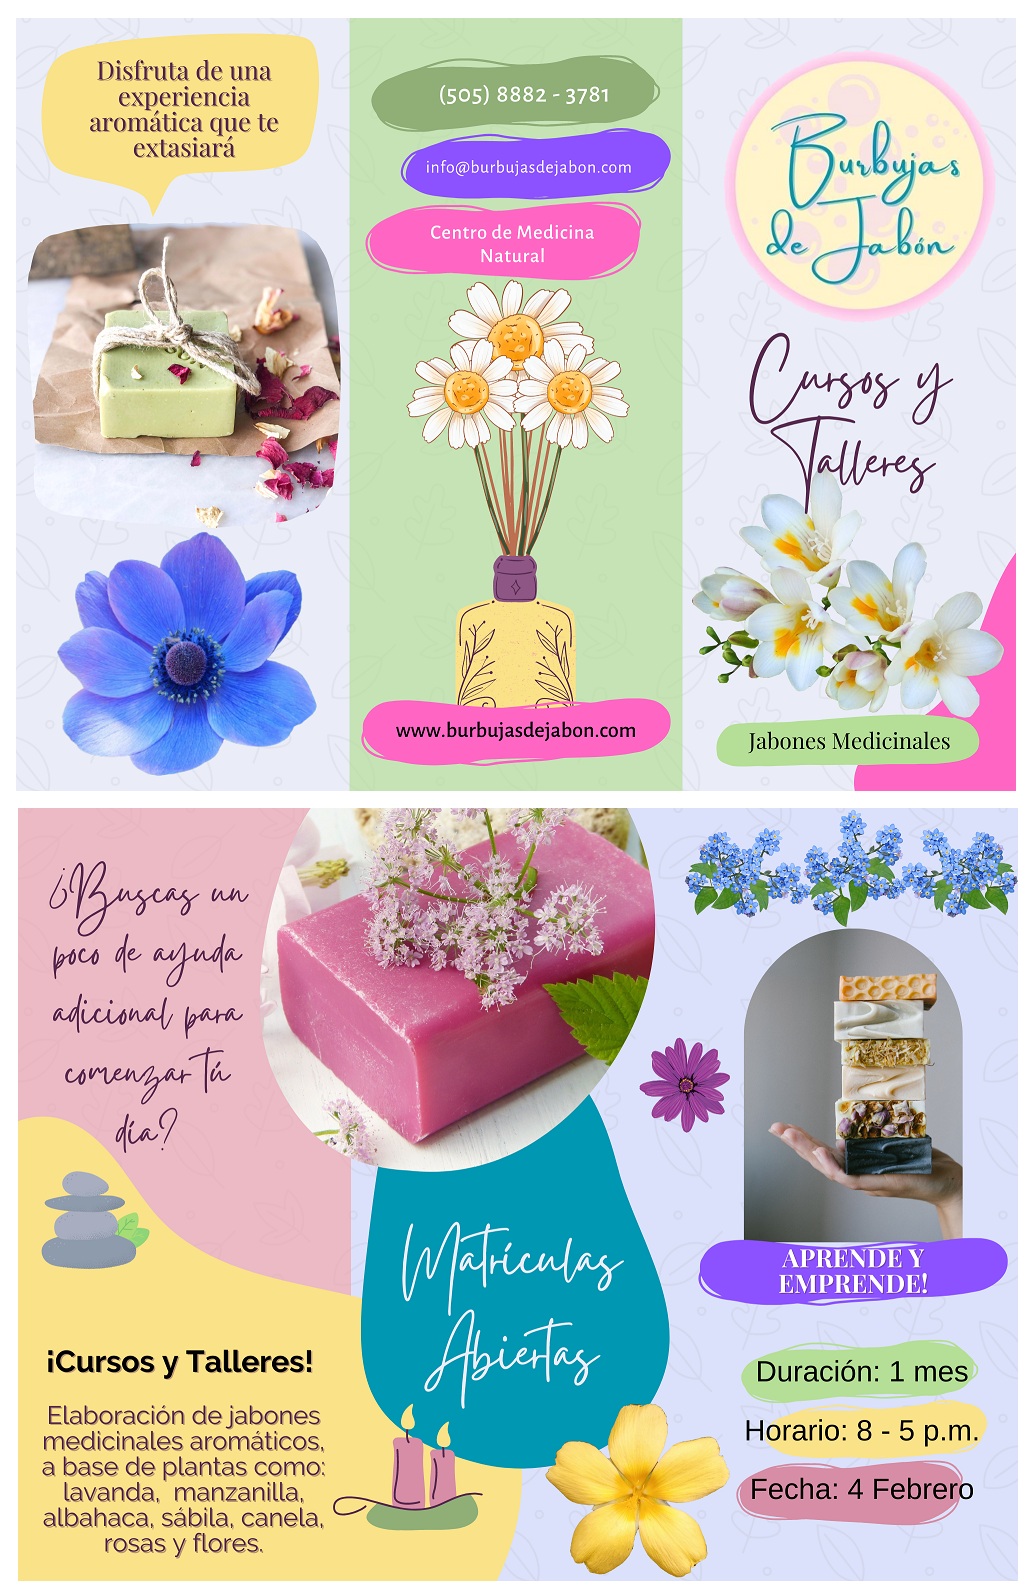 Disfruta de una
experiencia
aromática que te
extasiará
(505) 8882 - 3781
info@burbujasdejabon.com
Centro de Medicina
Natural
www.burbujasdejabon.com
Burbujas
de Jabón
Cursos y
Talleres
Jabones Medicinales
¿Buscas un
poco de ayuda
adicional para
comenzar tú
día?
¡Cursos y Talleres!
Elaboración de jabones
medicinales aromáticos,
a base de plantas como:
lavanda, manzanilla,
albahaca, sábila, canela,
rosas y flores.
Matrículas
Abiertas
APRENDE Y
EMPRENDE!
Duración: 1 mes
Horario: 8 - 5 p.m.
Fecha: 4 Febrero